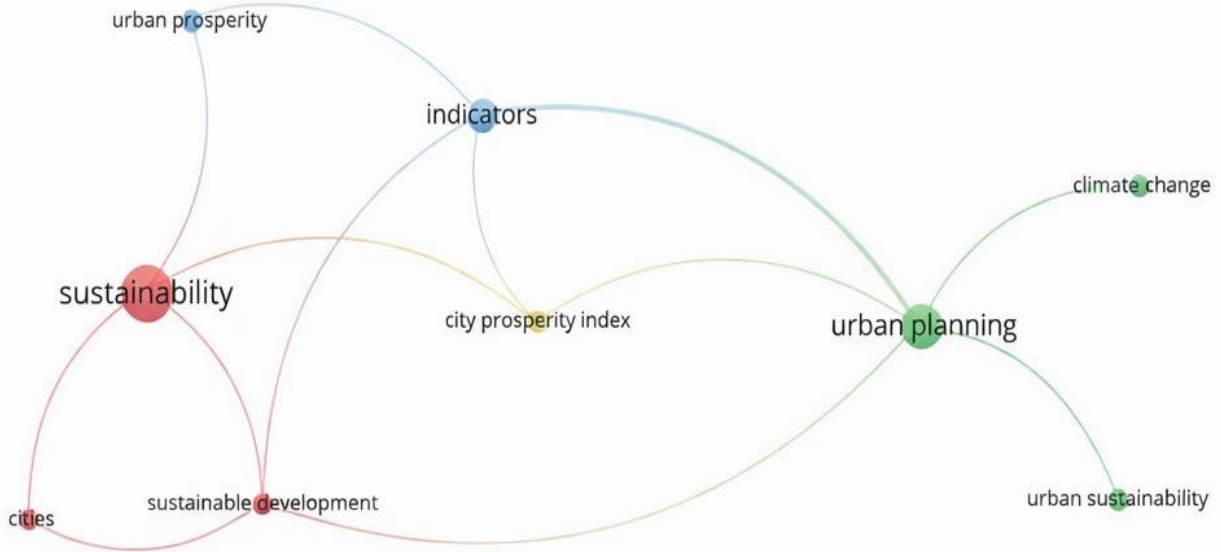 urban prosperity
indicators
climate change
sustainability
city prosperity index
urban planning
sustainable development
urban sustainability
cities